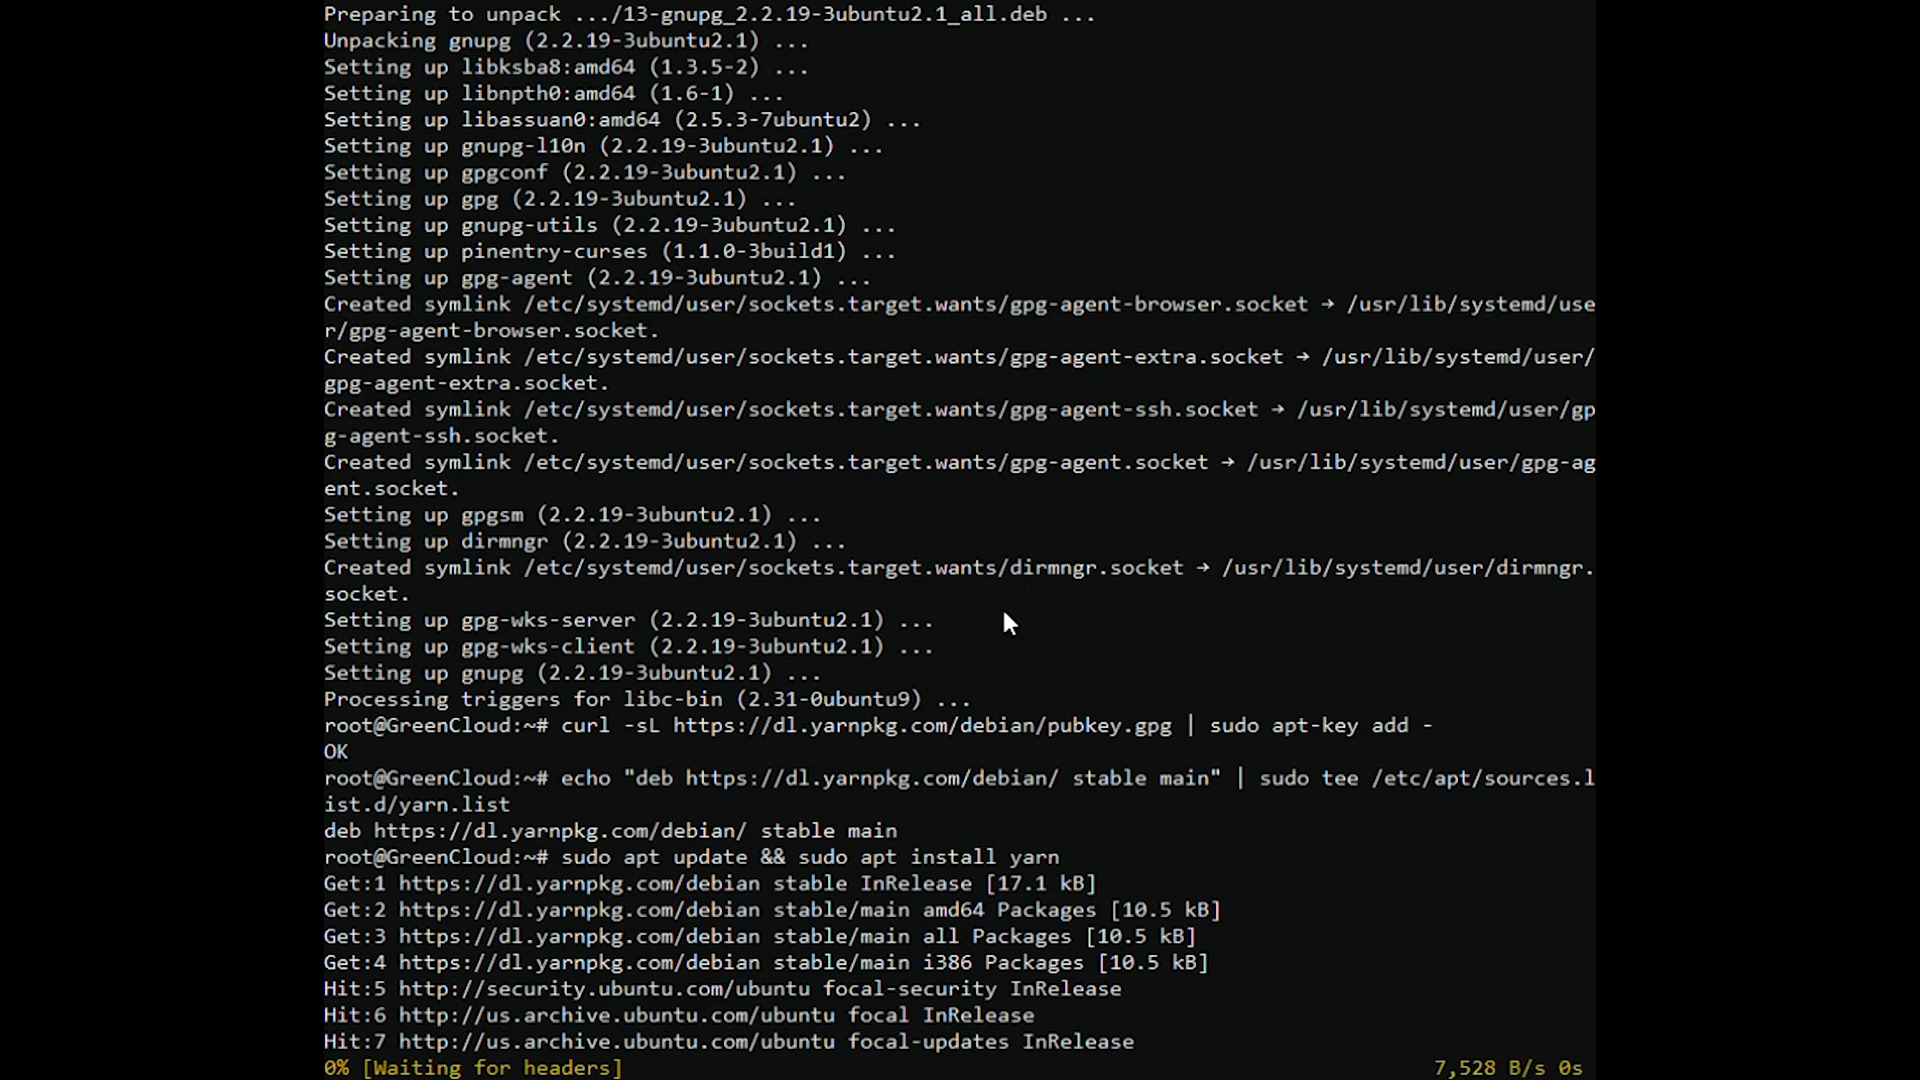 Preparing to unpack .../13-gnupg_2.2.19-3ubuntu2.1_all.deb ...
Unpacking gnupg (2.2.19-3ubuntu2.1) ...
Setting up libksba8:amd64 (1.3.5-2) ...
Setting up libnpth0:amd64 (1.6-1) ...
Setting up libassuan0:amd64 (2.5.3-7ubuntu2) ...
Setting up gnupg-l10n (2.2.19-3ubuntu2.1) ...
Setting up gpgconf (2.2.19-3ubuntu2.1) ...
Setting up gpg (2.2.19-3ubuntu2.1) ...
Setting up gnupg-utils (2.2.19-3ubuntu2.1) ...
Setting up pinentry-curses (1.1.0-3build1) ...
Setting up gpg-agent (2.2.19-3ubuntu2.1) ...
Created symlink /etc/systemd/user/sockets.target.wants/gpg-agent-browser.socket → /usr/lib/systemd/use
r/gpg-agent-browser.socket.
Created symlink /etc/systemd/user/sockets.target.wants/gpg-agent-extra.socket → /usr/lib/systemd/user/
gpg-agent-extra.socket.
Created symlink /etc/systemd/user/sockets.target.wants/gpg-agent-ssh.socket → /usr/lib/systemd/user/gp
g-agent-ssh.socket.
Created symlink /etc/systemd/user/sockets.target.wants/gpg-agent.socket → /usr/lib/systemd/user/gpg-ag
ent.socket.
Setting up gpgsm (2.2.19-3ubuntu2.1) ...
Setting up dirmngr (2.2.19-3ubuntu2.1) ...
Created symlink /etc/systemd/user/sockets.target.wants/dirmngr.socket → /usr/lib/systemd/user/dirmngr.
socket.
Setting up gpg-wks-server (2.2.19-3ubuntu2.1) ...
Setting up gpg-wks-client (2.2.19-3ubuntu2.1) ...
Setting up gnupg (2.2.19-3ubuntu2.1) ...
Processing triggers for libc-bin (2.31-0ubuntu9) ...
root@GreenCloud:~# curl -sL https://dl.yarnpkg.com/debian/pubkey.gpg | sudo apt-key add -
OK
root@GreenCloud:~# echo "deb https://dl.yarnpkg.com/debian/ stable main" | sudo tee /etc/apt/sources.l
ist.d/yarn.list
deb https://dl.yarnpkg.com/debian/ stable main
root@GreenCloud:~# sudo apt update && sudo apt install yarn
Get:1 https://dl.yarnpkg.com/debian stable InRelease [17.1 kB]
Get:2 https://dl.yarnpkg.com/debian stable/main amd64 Packages [10.5 kB]
Get:3 https://dl.yarnpkg.com/debian stable/main all Packages [10.5 kB]
Get:4 https://dl.yarnpkg.com/debian stable/main i386 Packages [10.5 kB]
Hit:5 http://security.ubuntu.com/ubuntu focal-security InRelease
Hit:6 http://us.archive.ubuntu.com/ubuntu focal InRelease
Hit:7 http://us.archive.ubuntu.com/ubuntu focal-updates InRelease
0% [Waiting for headers] 7,528 B/s 0s